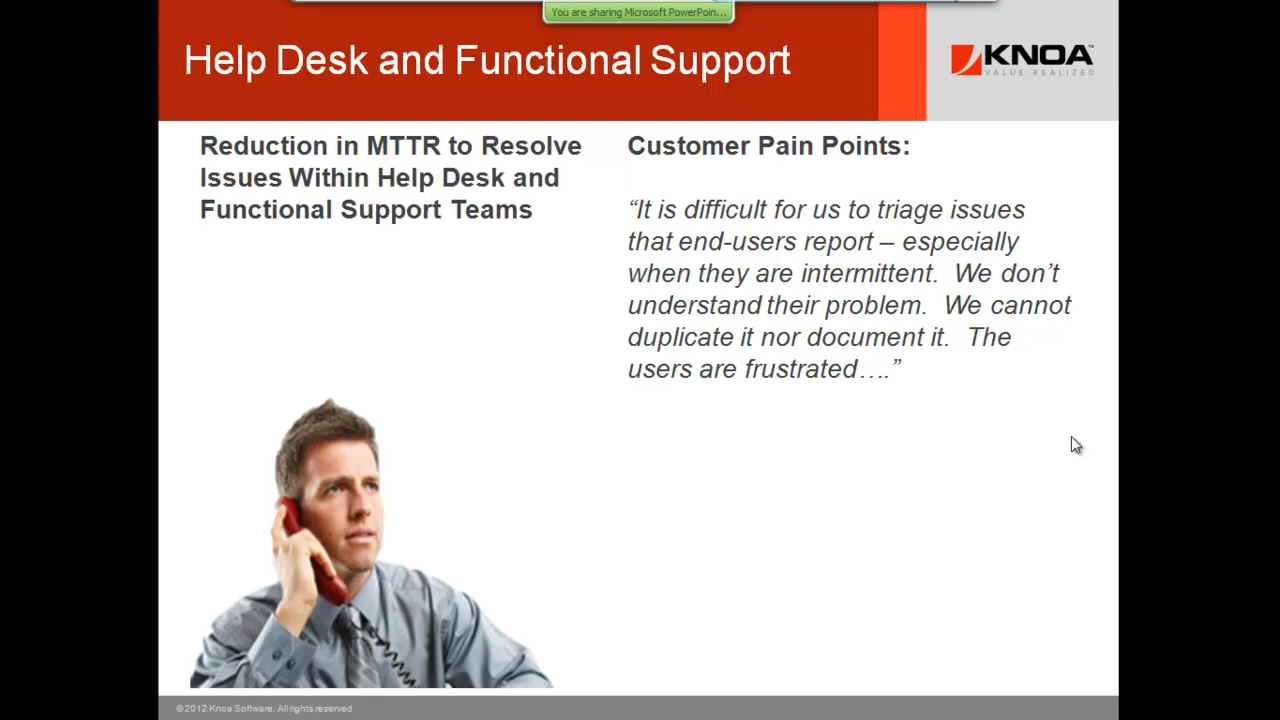 You are sharing Microsoft PowerPoin...
Help Desk and Functional Support
KNOA™
VALUE REALIZED
Reduction in MTTR to Resolve
Issues Within Help Desk and
Functional Support Teams
Customer Pain Points:
“It is difficult for us to triage issues
that end-users report – especially
when they are intermittent.  We don’t
understand their problem.  We cannot
duplicate it nor document it.  The
users are frustrated….”
©2012 Knoa Software. All rights reserved.